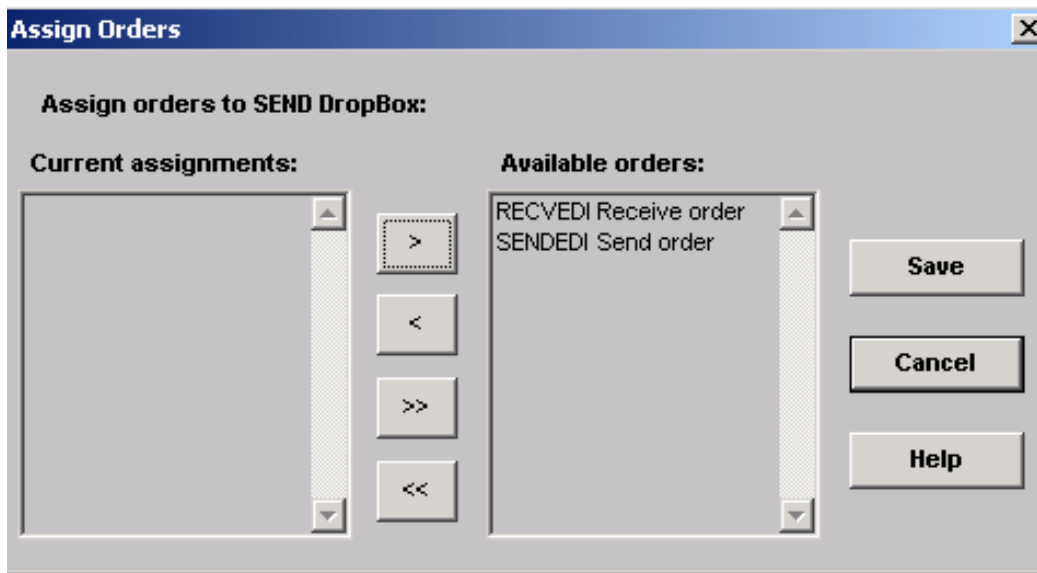 Assign Orders
Assign orders to SEND DropBox:
Current assignments:
Available orders:
RECVEDI Receive order
SENDEDI Send order
>
<
>>
<<
Save
Cancel
Help